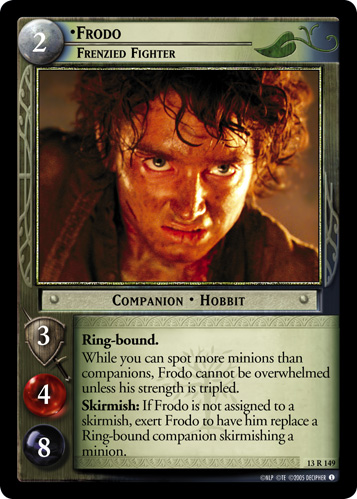 2
•Frodo
Frenzied Fighter
Companion • Hobbit
3
4
8
Ring-bound.
While you can spot more minions than
companions, Frodo cannot be overwhelmed
unless his strength is tripled.
Skirmish: If Frodo is not assigned to a
skirmish, exert Frodo to have him replace a
Ring-bound companion skirmishing a
minion.
13 R 149
©NLP ©TE ©2005 DECIPHER